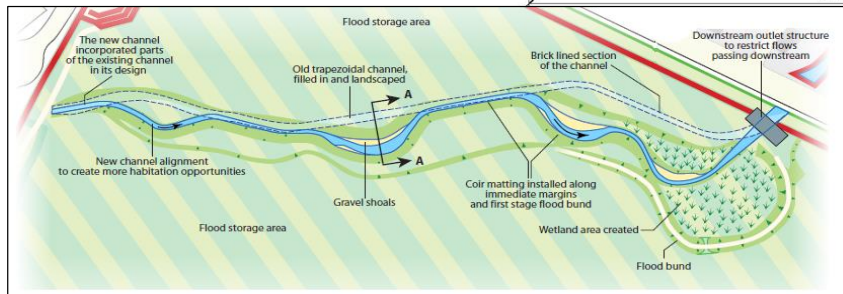 Flood storage area
The new channel
incorporated parts
of the existing channel
in its design
Old trapezoidal channel,
filled in and landscaped
A
Brick lined section
of the channel
Downstream outlet structure
to restrict flows
passing downstream
New channel alignment
to create more habitation opportunities
A
Gravel shoals
Coir matting installed along
immediate margins
and first stage flood bund
Flood storage area
Wetland area created
Flood bund